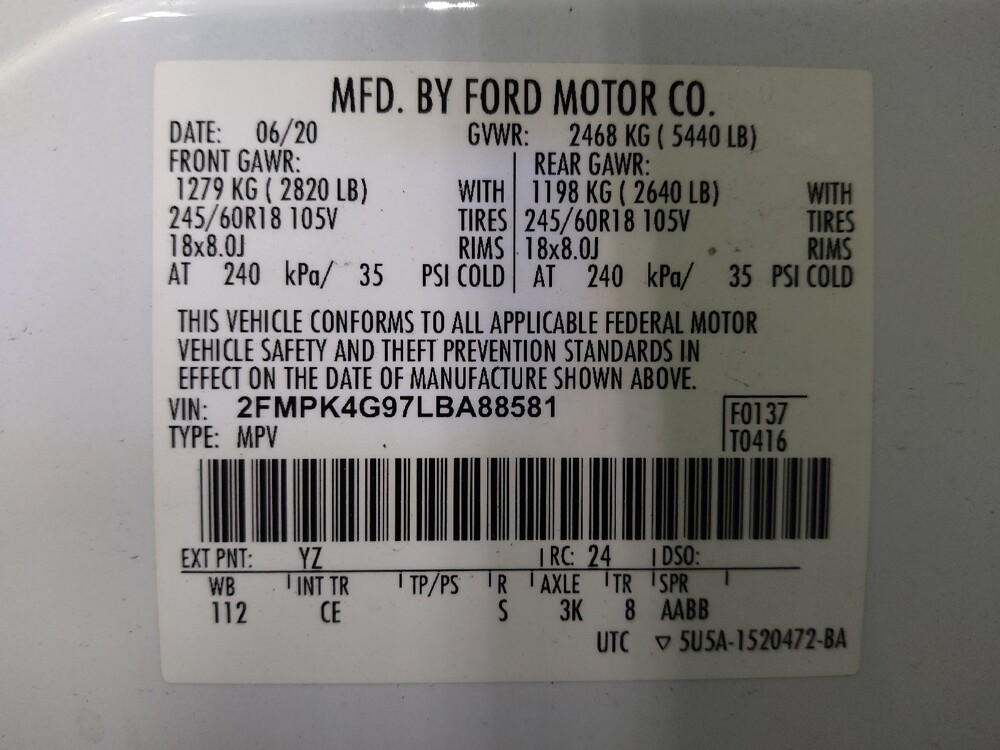 MFD. BY FORD MOTOR CO.
DATE: 06/20 GVWR: 2468 KG ( 5440 LB)
FRONT GAWR: REAR GAWR:
1279 KG ( 2820 LB) WITH 1198 KG ( 2640 LB) WITH
245/60R18 105V TIRES 245/60R18 105V TIRES
18x8.0J RIMS 18x8.0J RIMS
AT 240 kPa/ 35 PSI COLD AT 240 kPa/ 35 PSI COLD
THIS VEHICLE CONFORMS TO ALL APPLICABLE FEDERAL MOTOR
VEHICLE SAFETY AND THEFT PREVENTION STANDARDS IN
EFFECT ON THE DATE OF MANUFACTURE SHOWN ABOVE.
VIN: 2FMPK4G97LBA88581 F0137
TYPE: MPV T0416
EXT PNT: YZ RC: 24 DSO:
WB INT TR TP/PS R AXLE TR SPR
112 CE S 3K 8 AABB
UTC ▽ 5U5A-1520472-BA